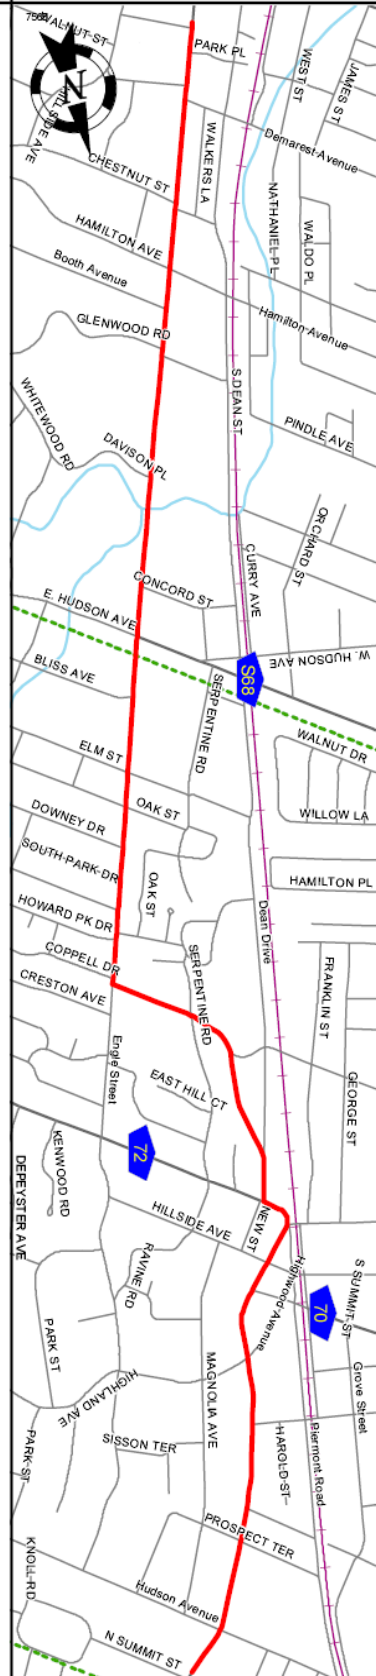 WALNUT ST
PARK PL
WEST ST
JAMES ST
N
HILLSIDE AVE
WALKERS LA
Demarest Avenue
CHESTNUT ST
NATHANIEL PL
WALDO PL
HAMILTON AVE
Booth Avenue
Hamilton Avenue
GLENWOOD RD
S DEAN ST
WHITEWOOD RD
PINDLE AVE
DAVISON PL
ORCHARD ST
CURRY AVE
CONCORD ST
E. HUDSON AVE
W. HUDSON AVE
BLISS AVE
S68
SERPENTINE RD
WALNUT DR
ELM ST
OAK ST
WILLOW LA
DOWNEY DR
SOUTH PARK DR
OAK ST
HAMILTON PL
HOWARD PK DR
Dean Drive
COPPELL DR
SERPENTINE RD
CRESTON AVE
FRANKLIN ST
Engle Street
EAST HILL CT
GEORGE ST
KENWOOD RD
72
DEPEYSTER AVE
HILLSIDE AVE
NEW ST
RAVINE RD
Highwood Avenue
S SUMMIT ST
70
PARK ST
MAGNOLIA AVE
Grove Street
HIGHLAND AVE
SISSON TER
HAROLD ST
Piermont Road
PARK ST
PROSPECT TER
KNOLL RD
Hudson Avenue
N SUMMIT ST